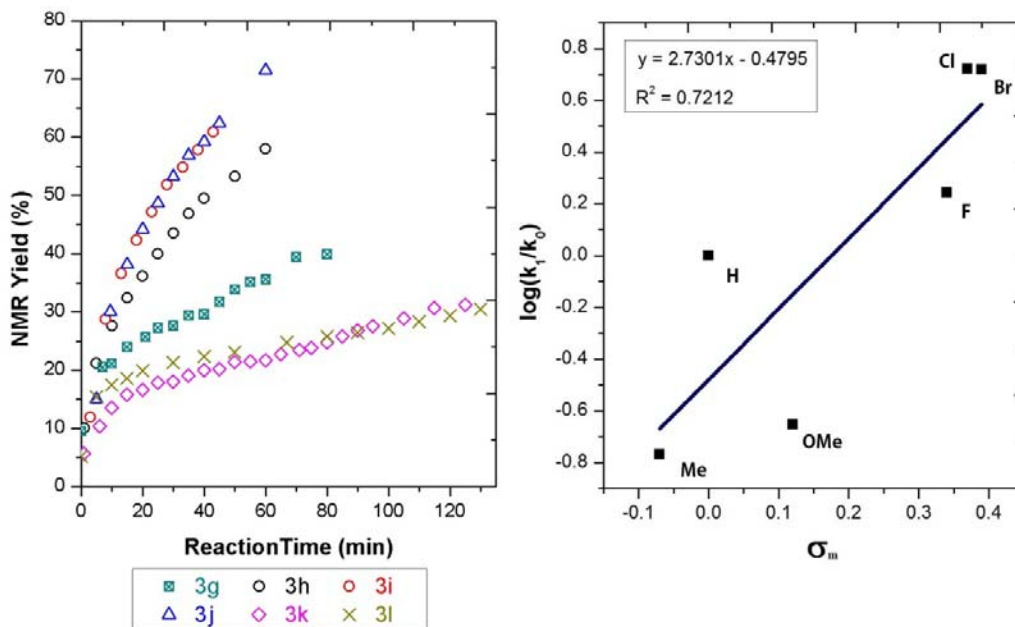 NMR Yield (%)
80
70
60
50
40
30
20
10
0
0 20 40 60 80 100 120
ReactionTime (min)
3g 3h 3i
3j 3k 3l
log(k₁/k₀)
0.8
0.6
0.4
0.2
0.0
-0.2
-0.4
-0.6
-0.8
y = 2.7301x - 0.4795
R² = 0.7212
Cl
Br
F
H
OMe
Me
-0.1 0.0 0.1 0.2 0.3 0.4
σₘ